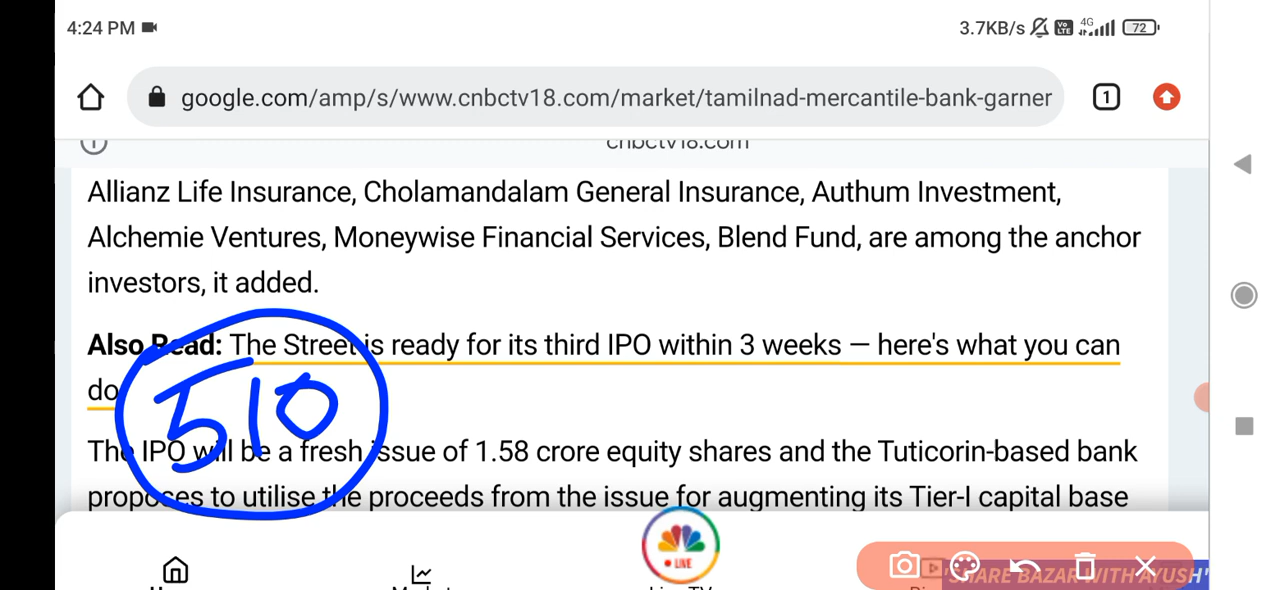 4:24 PM 3.7KB/s Vo LTE 4G 72
google.com/amp/s/www.cnbctv18.com/market/tamilnad-mercantile-bank-garner 1
cnbctv18.com
Allianz Life Insurance, Cholamandalam General Insurance, Authum Investment,
Alchemie Ventures, Moneywise Financial Services, Blend Fund, are among the anchor
investors, it added.
Also Read: The Street is ready for its third IPO within 3 weeks — here's what you can
do
510
The IPO will be a fresh issue of 1.58 crore equity shares and the Tuticorin-based bank
proposes to utilise the proceeds from the issue for augmenting its Tier-I capital base
LIVE
"SHARE BAZAR WITH AYUSH"